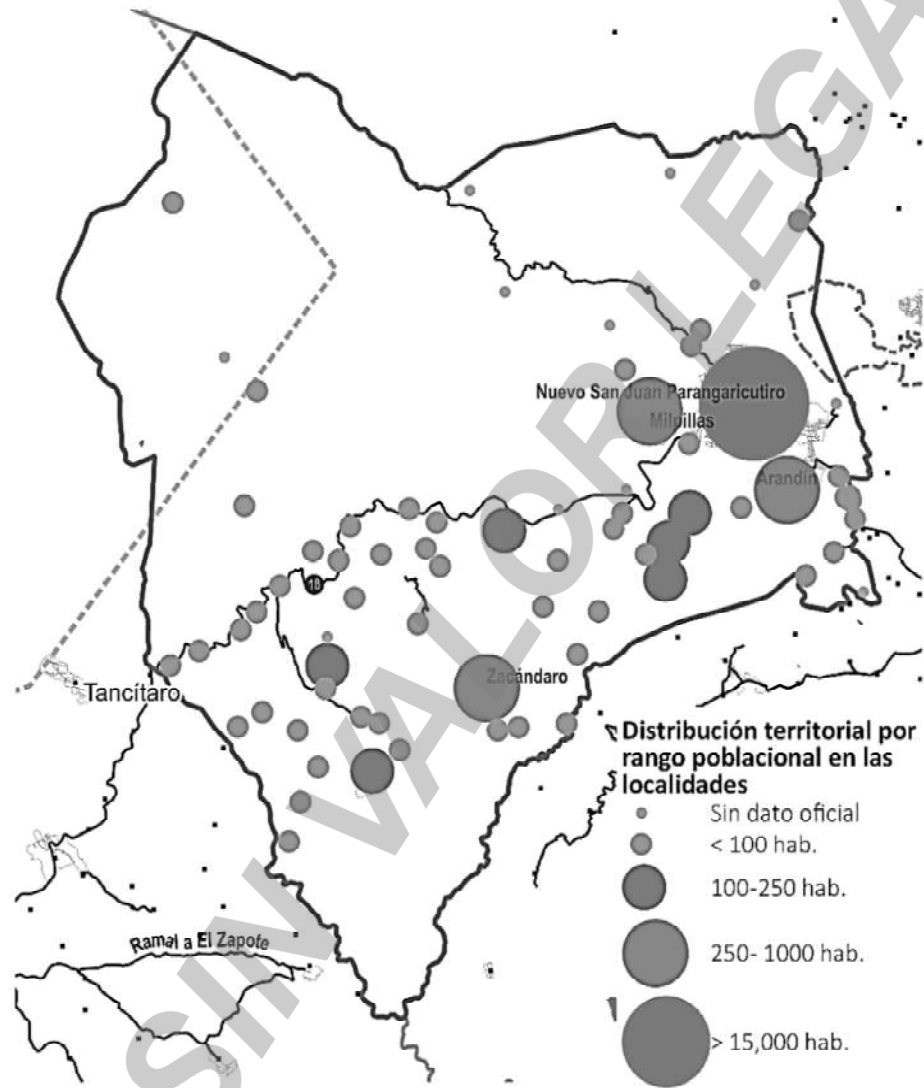 Nuevo San Juan Parangaricutiro
Milpillas
Arandín
18
Zacándaro
Tancítaro
Ramal a El Zapote
Distribución territorial por
rango poblacional en las
localidades
Sin dato oficial
< 100 hab.
100-250 hab.
250- 1000 hab.
> 15,000 hab.
SIN VALOR LEGA